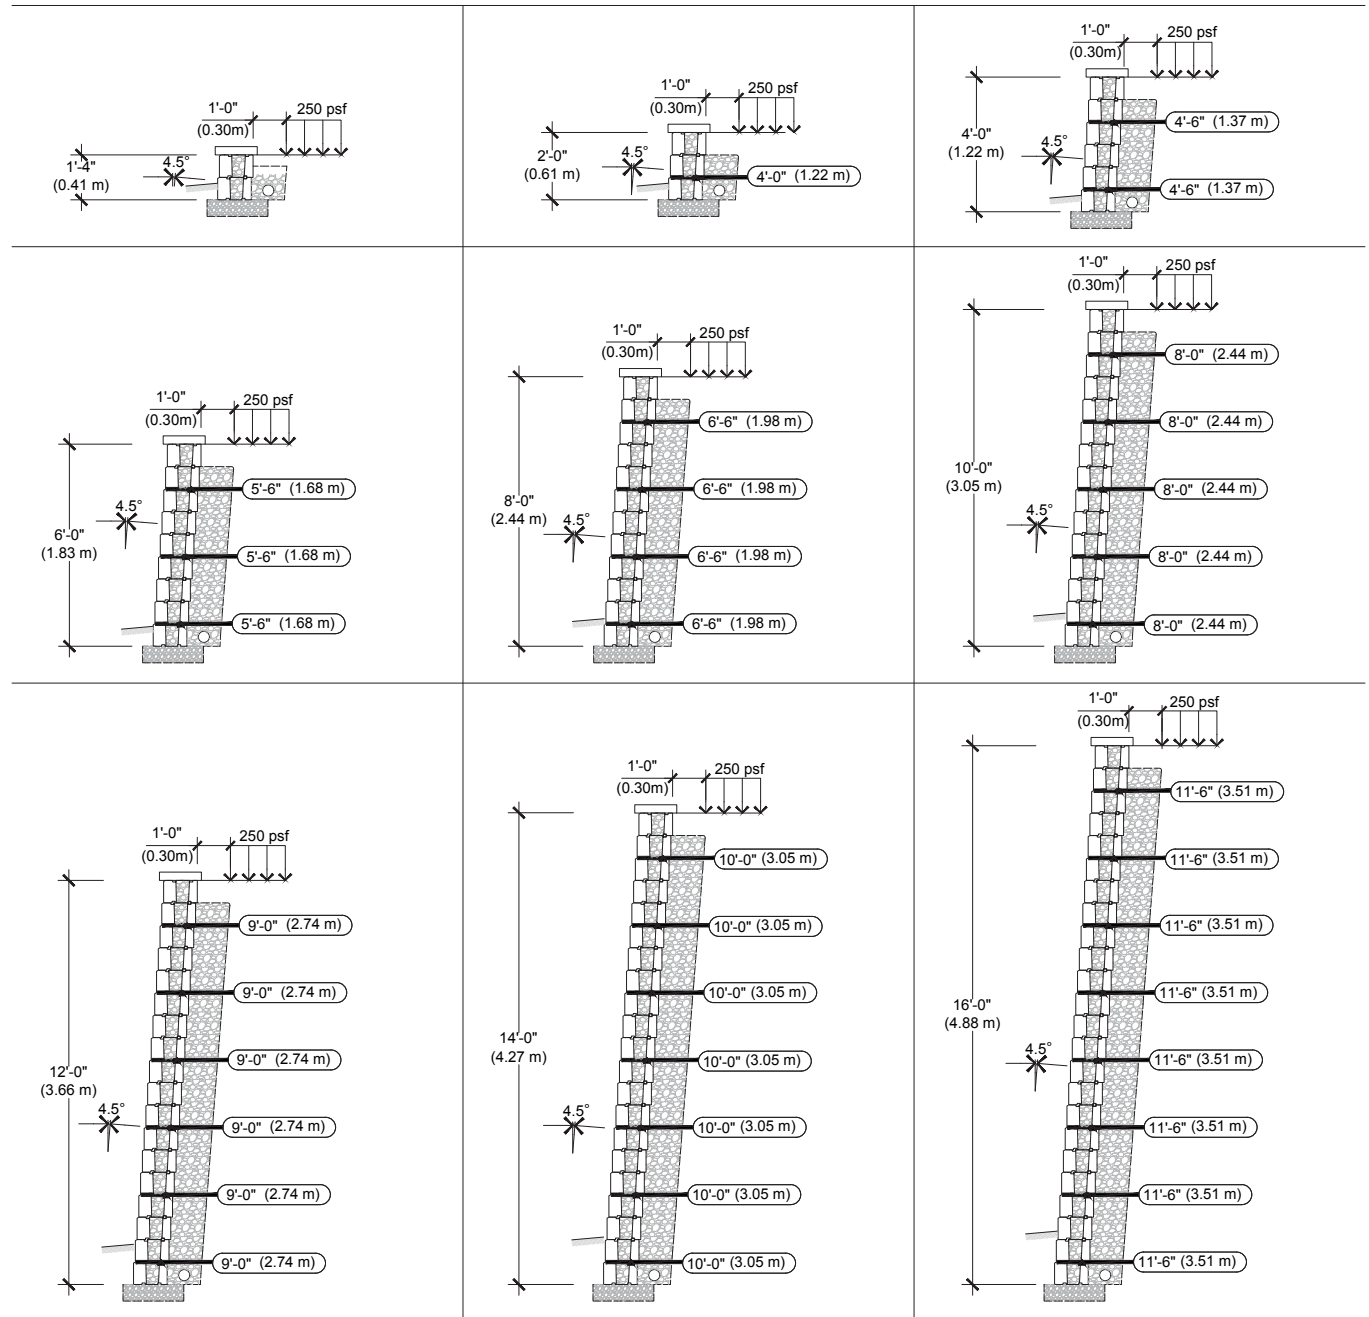 1'-0"
(0.30m)
250 psf
1'-4"
(0.41 m)
4.5°
1'-0"
(0.30m)
250 psf
2'-0"
(0.61 m)
4.5°
4'-0" (1.22 m)
1'-0"
(0.30m)
250 psf
4'-0"
(1.22 m)
4.5°
4'-6" (1.37 m)
4'-6" (1.37 m)
1'-0"
(0.30m)
250 psf
6'-0"
(1.83 m)
4.5°
5'-6" (1.68 m)
5'-6" (1.68 m)
5'-6" (1.68 m)
1'-0"
(0.30m)
250 psf
8'-0"
(2.44 m)
4.5°
6'-6" (1.98 m)
6'-6" (1.98 m)
6'-6" (1.98 m)
6'-6" (1.98 m)
1'-0"
(0.30m)
250 psf
10'-0"
(3.05 m)
4.5°
8'-0" (2.44 m)
8'-0" (2.44 m)
8'-0" (2.44 m)
8'-0" (2.44 m)
8'-0" (2.44 m)
1'-0"
(0.30m)
250 psf
12'-0"
(3.66 m)
4.5°
9'-0" (2.74 m)
9'-0" (2.74 m)
9'-0" (2.74 m)
9'-0" (2.74 m)
9'-0" (2.74 m)
9'-0" (2.74 m)
1'-0"
(0.30m)
250 psf
14'-0"
(4.27 m)
4.5°
10'-0" (3.05 m)
10'-0" (3.05 m)
10'-0" (3.05 m)
10'-0" (3.05 m)
10'-0" (3.05 m)
10'-0" (3.05 m)
10'-0" (3.05 m)
1'-0"
(0.30m)
250 psf
16'-0"
(4.88 m)
4.5°
11'-6" (3.51 m)
11'-6" (3.51 m)
11'-6" (3.51 m)
11'-6" (3.51 m)
11'-6" (3.51 m)
11'-6" (3.51 m)
11'-6" (3.51 m)
11'-6" (3.51 m)